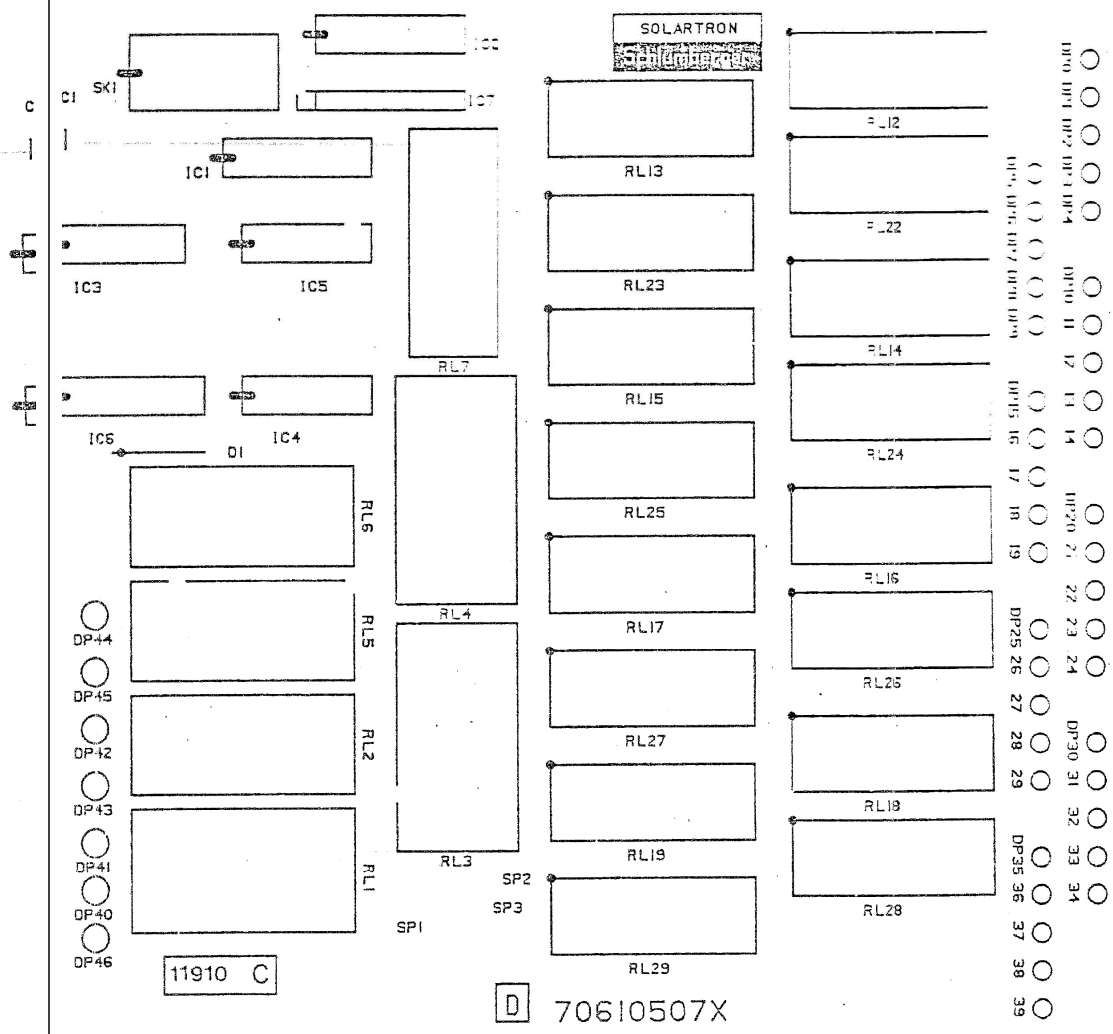 SOLARTRON
Schlumberger
SK1
C
C1
IC7
IC1
IC3
IC5
IC6
IC4
D1
RL7
RL6
RL4
RL5
RL2
RL1
RL3
DP44
DP45
DP42
DP43
DP41
DP40
DP46
SP2
SP3
SP1
11910 C
D
70610507X
RL13
RL23
RL15
RL25
RL17
RL27
RL19
RL29
RL12
RL22
RL14
RL24
RL16
RL26
RL18
RL28
DP5
DP6
DP7
DP8
DP9
DP15
16
17
18
19
DP25
26
27
28
29
DP35
36
37
38
39
DP0
DP1
DP2
DP3
DP4
DP10
11
12
13
14
DP20
21
22
23
24
DP30
31
32
33
34